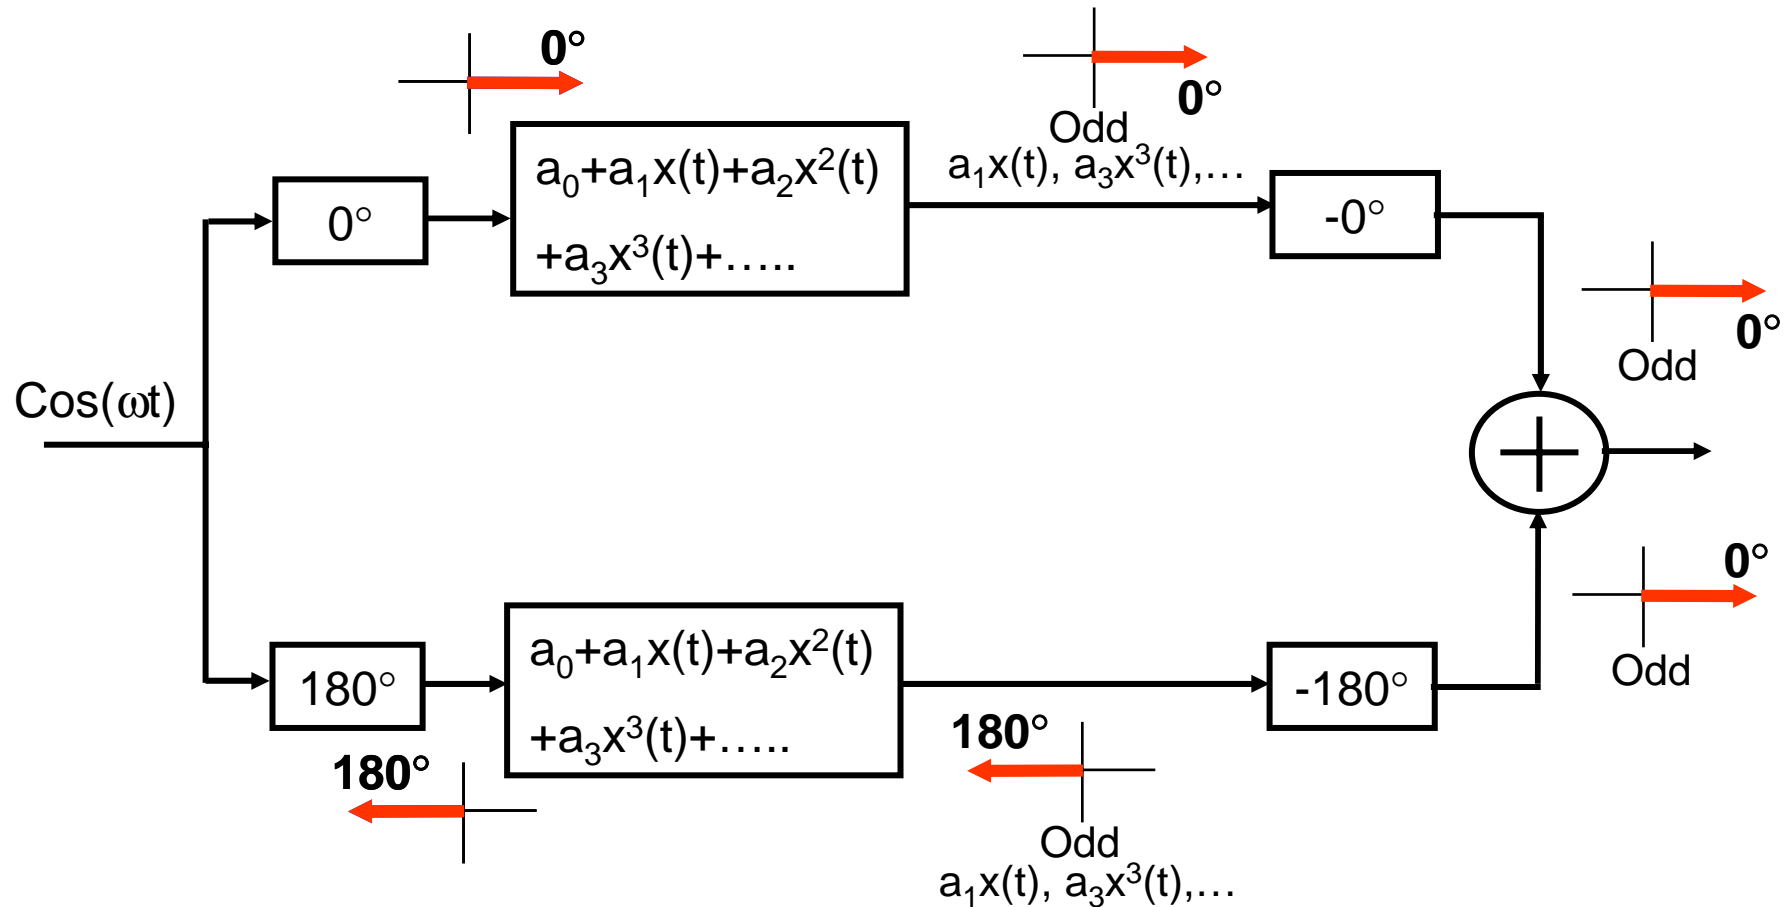 0°
0°
Odd
a₁x(t), a₃x³(t),…
a₀+a₁x(t)+a₂x²(t)
+a₃x³(t)+…..
0°
-0°
0°
Odd
Cos(ωt)
0°
Odd
180°
a₀+a₁x(t)+a₂x²(t)
+a₃x³(t)+…..
-180°
180°
180°
Odd
a₁x(t), a₃x³(t),…